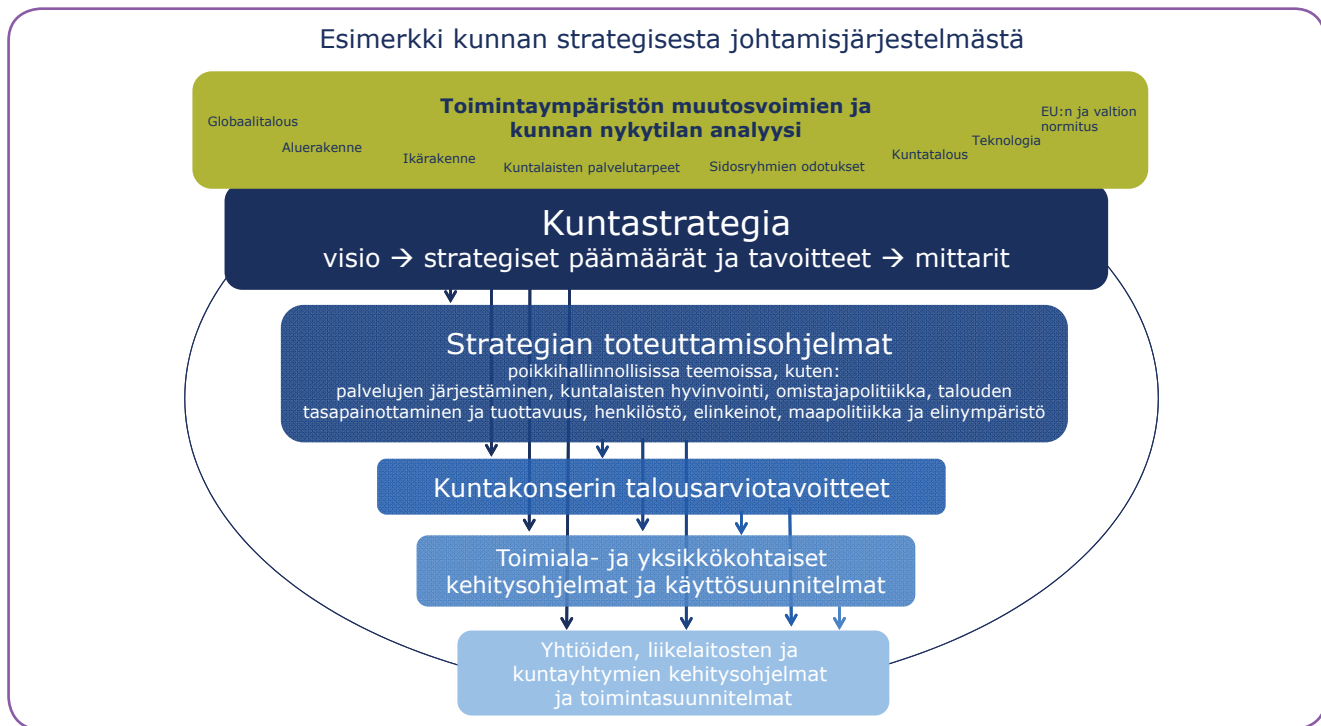 Esimerkki kunnan strategisesta johtamisjärjestelmästä
Toimintaympäristön muutosvoimien ja
kunnan nykytilan analyysi
Globaalitalous
Aluerakenne
Ikärakenne
Kuntalaisten palvelutarpeet
Sidosryhmien odotukset
Kuntatalous
Teknologia
EU:n ja valtion
normitus
Kuntastrategia
visio → strategiset päämäärät ja tavoitteet → mittarit
Strategian toteuttamisohjelmat
poikkihallinnollisissa teemoissa, kuten:
palvelujen järjestäminen, kuntalaisten hyvinvointi, omistajapolitiikka, talouden
tasapainottaminen ja tuottavuus, henkilöstö, elinkeinot, maapolitiikka ja elinympäristö
Kuntakonserin talousarviotavoitteet
Toimiala- ja yksikkökohtaiset
kehitysohjelmat ja käyttösuunnitelmat
Yhtiöiden, liikelaitosten ja
kuntayhtymien kehitysohjelmat
ja toimintasuunnitelmat